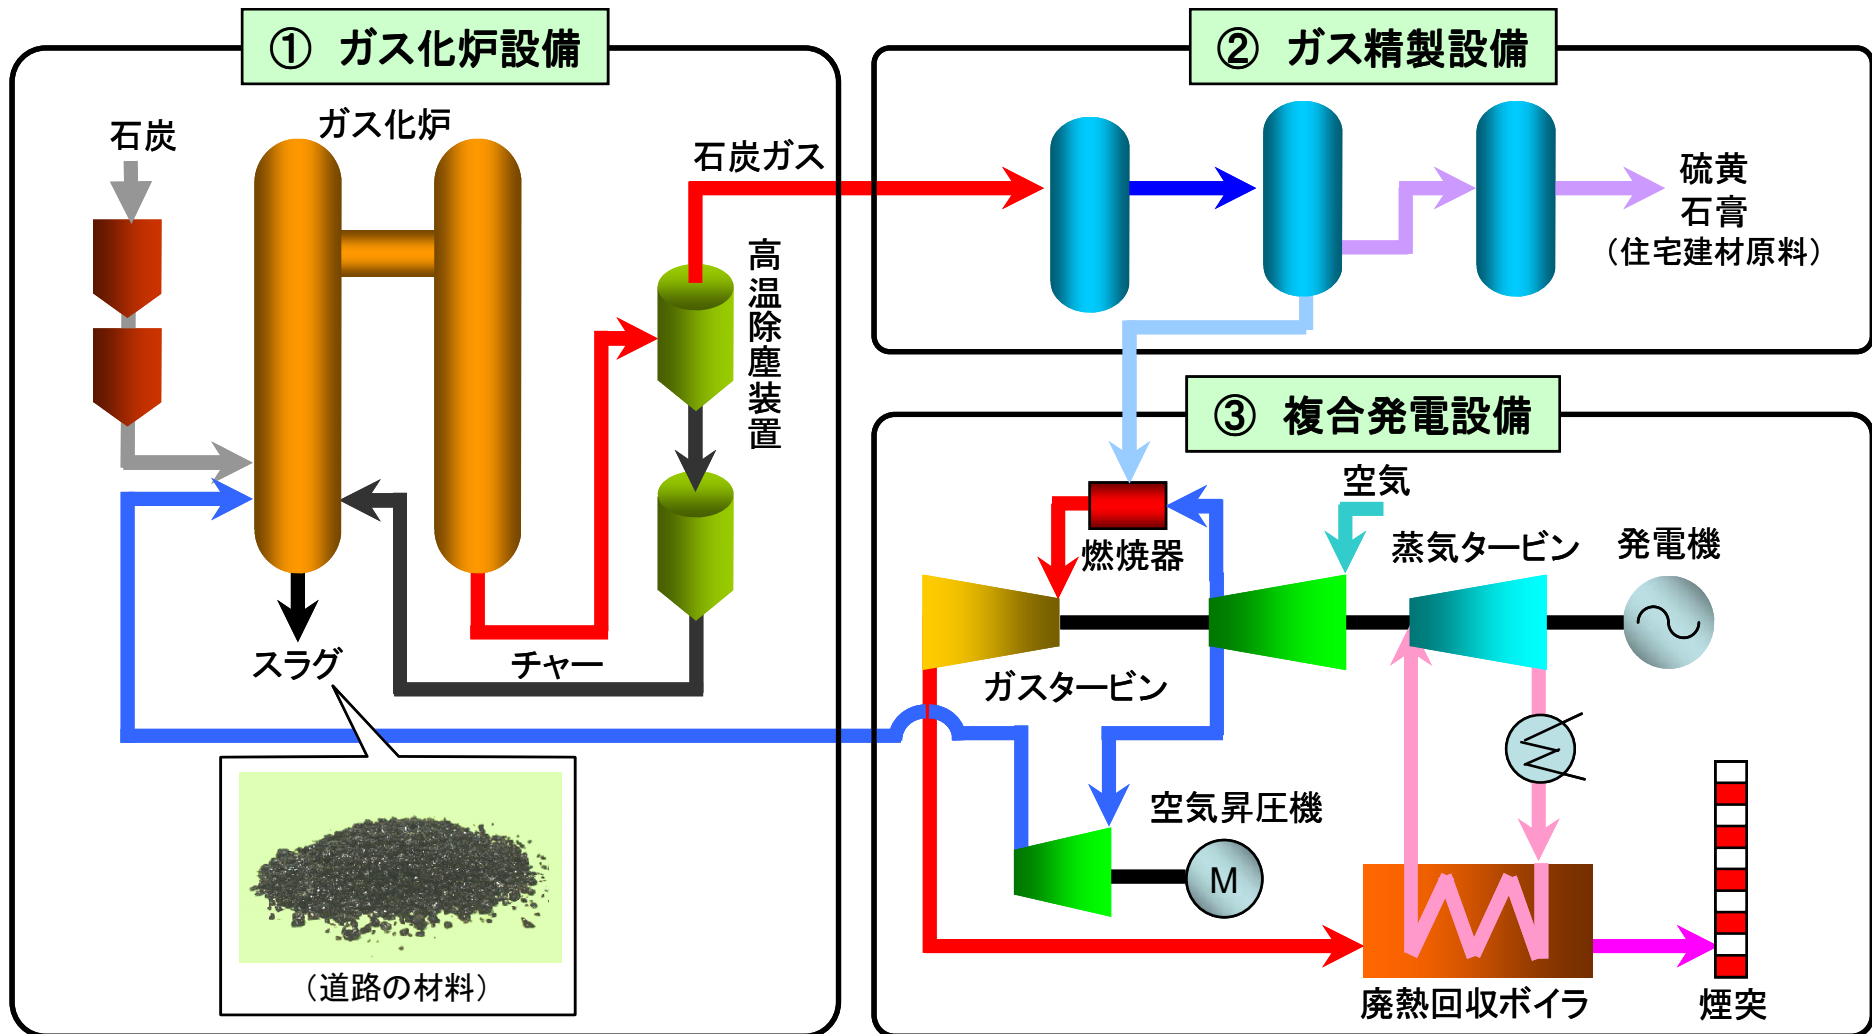 ① ガス化炉設備
石炭
ガス化炉
石炭ガス
高温除塵装置
スラグ
チャー
（道路の材料）
② ガス精製設備
硫黄
石膏
（住宅建材原料）
③ 複合発電設備
空気
燃焼器
蒸気タービン
発電機
ガスタービン
空気昇圧機
M
廃熱回収ボイラ
煙突